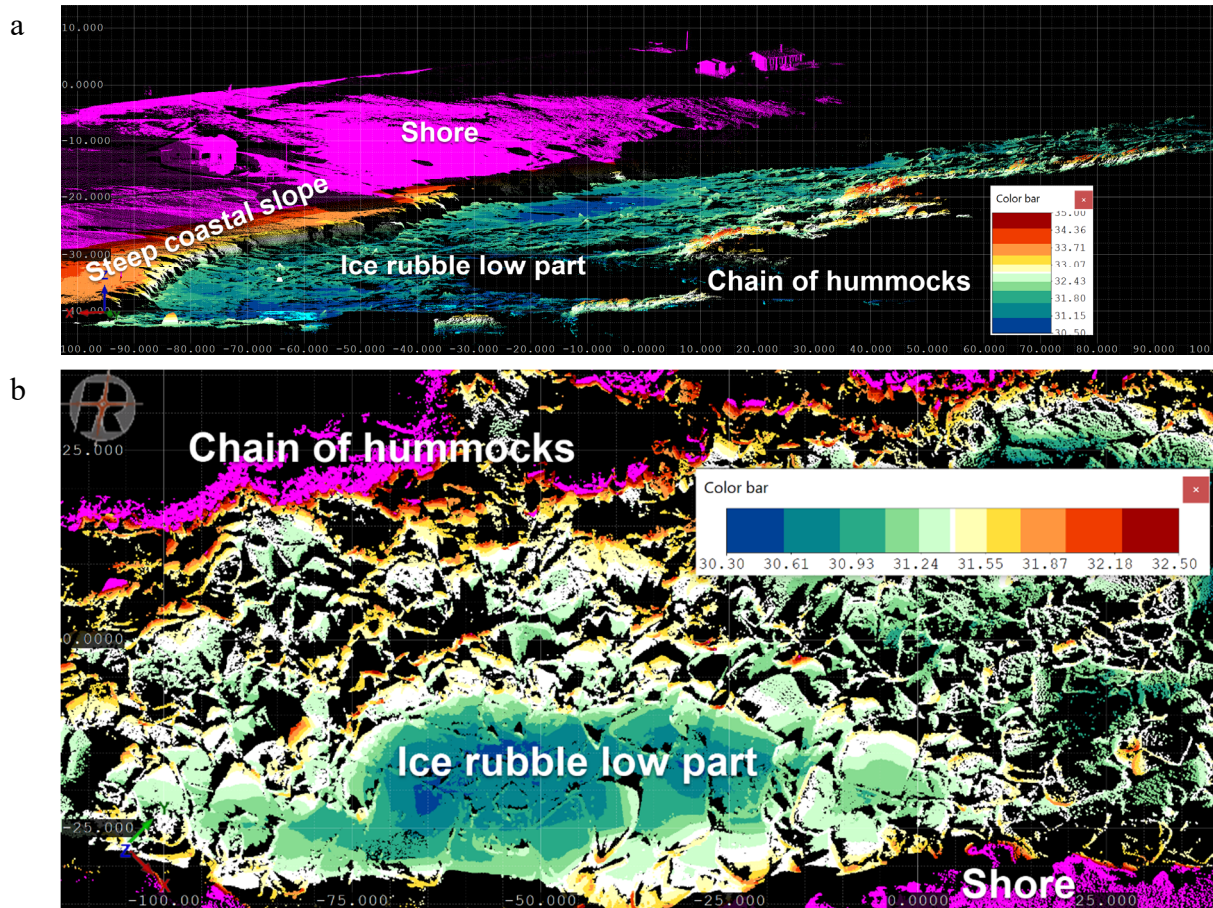 a
10.000
0.0000
-10.000
Shore
-20.000
Steep coastal slope
Color bar
35.00
34.36
33.71
33.07
32.43
31.80
31.15
30.50
-30.000
Ice rubble low part
Chain of hummocks
X
100.00 -90.000 -80.000 -70.000 -60.000 -50.000 -40.000 -30.000 -20.000 -10.000 0.0000 10.000 20.000 30.000 40.000 50.000 60.000 70.000 80.000 90.000 100
b
Chain of hummocks
25.000
Color bar
30.30 30.61 30.93 31.24 31.55 31.87 32.18 32.50
0.0000
Ice rubble low part
-25.000
Z
X
Shore
-100.00 -75.000 -50.000 -25.000 0.0000 25.000